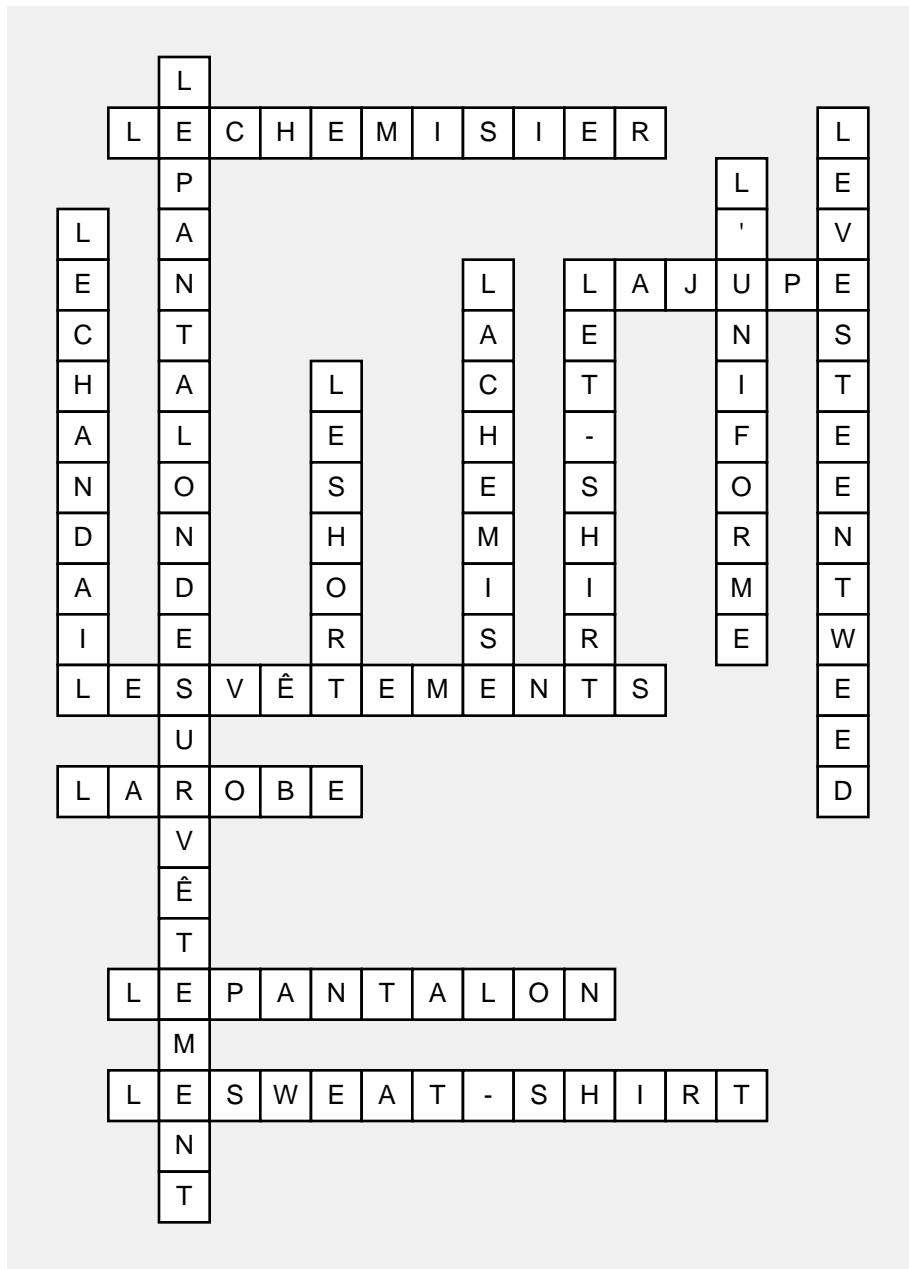 LEPANTALONDESURVÊTEMENT
LECHEMISIER
LEVESTEENTWEED
L'UNIFORME
LECHANDAIL
LACHEMISE
LET-SHIRT
LAJUPE
LESHORT
LESVÊTEMENTS
LAROBE
LEPANTALON
LESWEAT-SHIRT